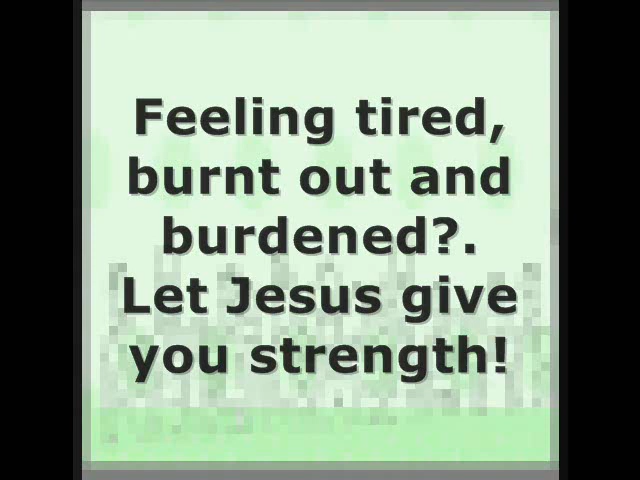 Feeling tired,
burnt out and
burdened?.
Let Jesus give
you strength!